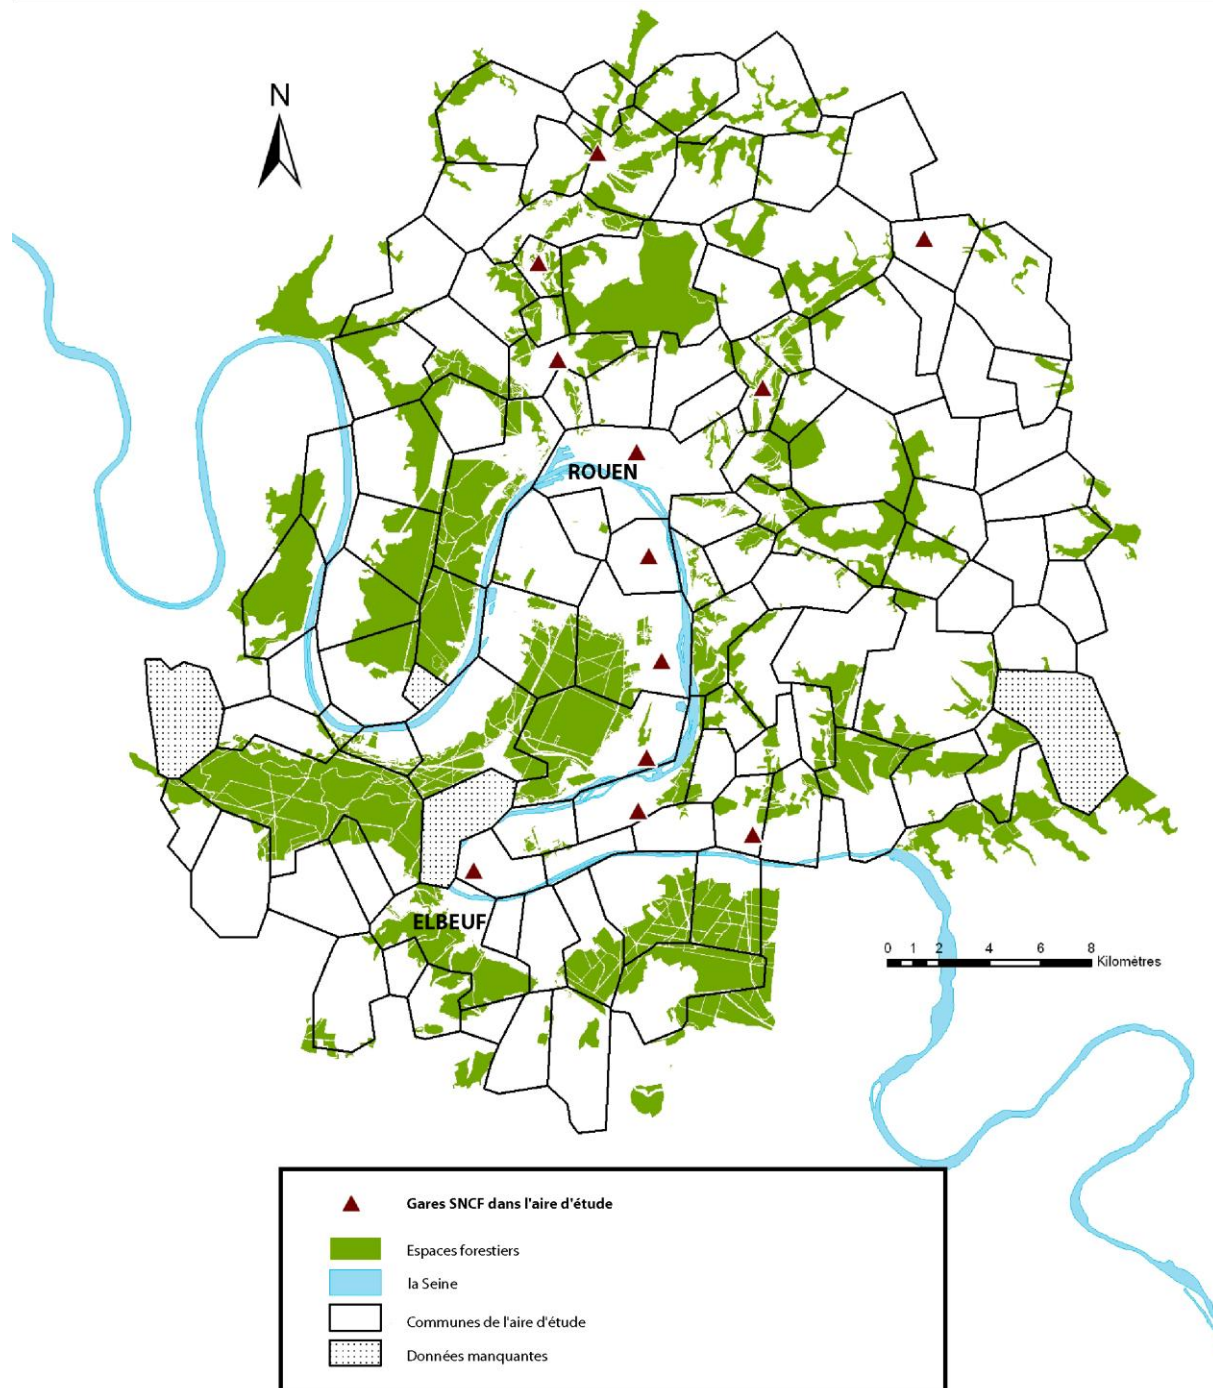 N
ROUEN
ELBEUF
0 1 2 4 6 8
Kilomètres
Gares SNCF dans l'aire d'étude
Espaces forestiers
la Seine
Communes de l'aire d'étude
Données manquantes